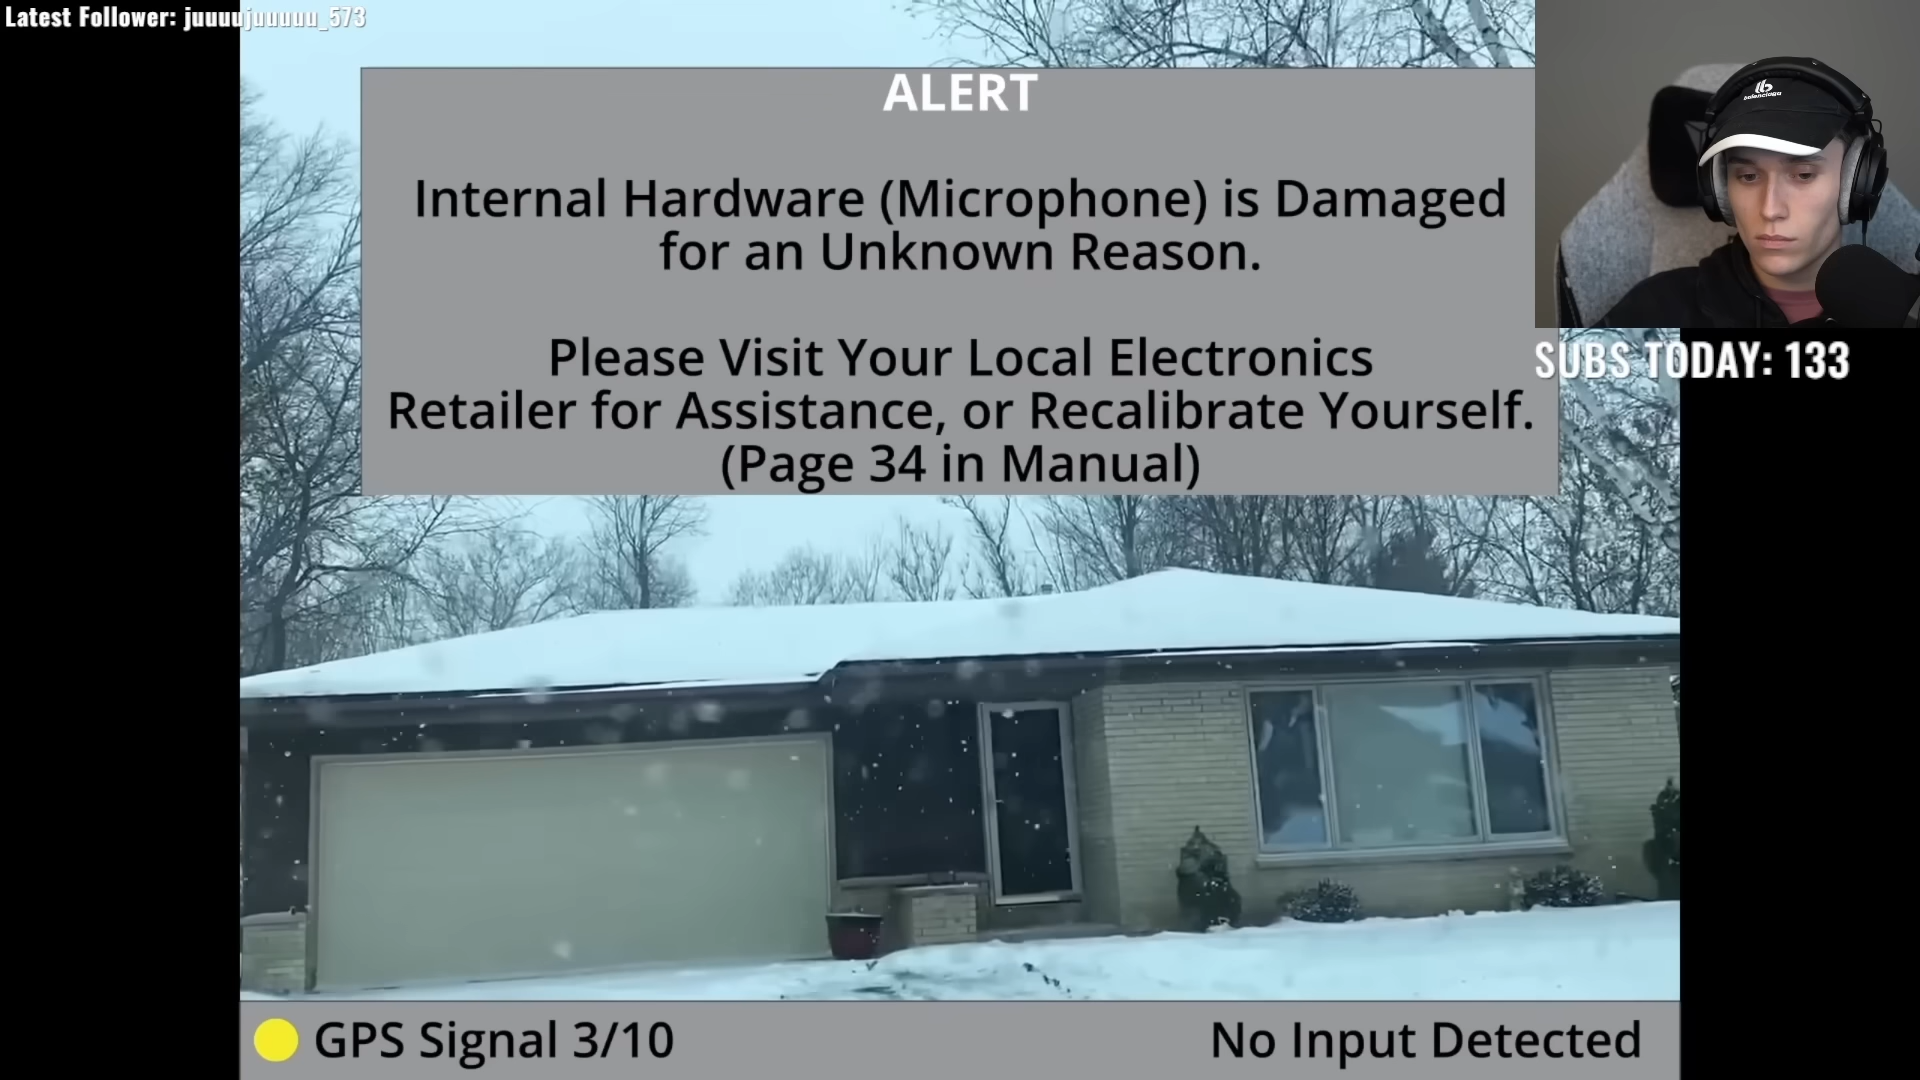 Latest Follower: juuuujuuuuu_573
ALERT
Internal Hardware (Microphone) is Damaged
for an Unknown Reason.
Please Visit Your Local Electronics
Retailer for Assistance, or Recalibrate Yourself.
(Page 34 in Manual)
balenciaga
SUBS TODAY: 133
GPS Signal 3/10
No Input Detected